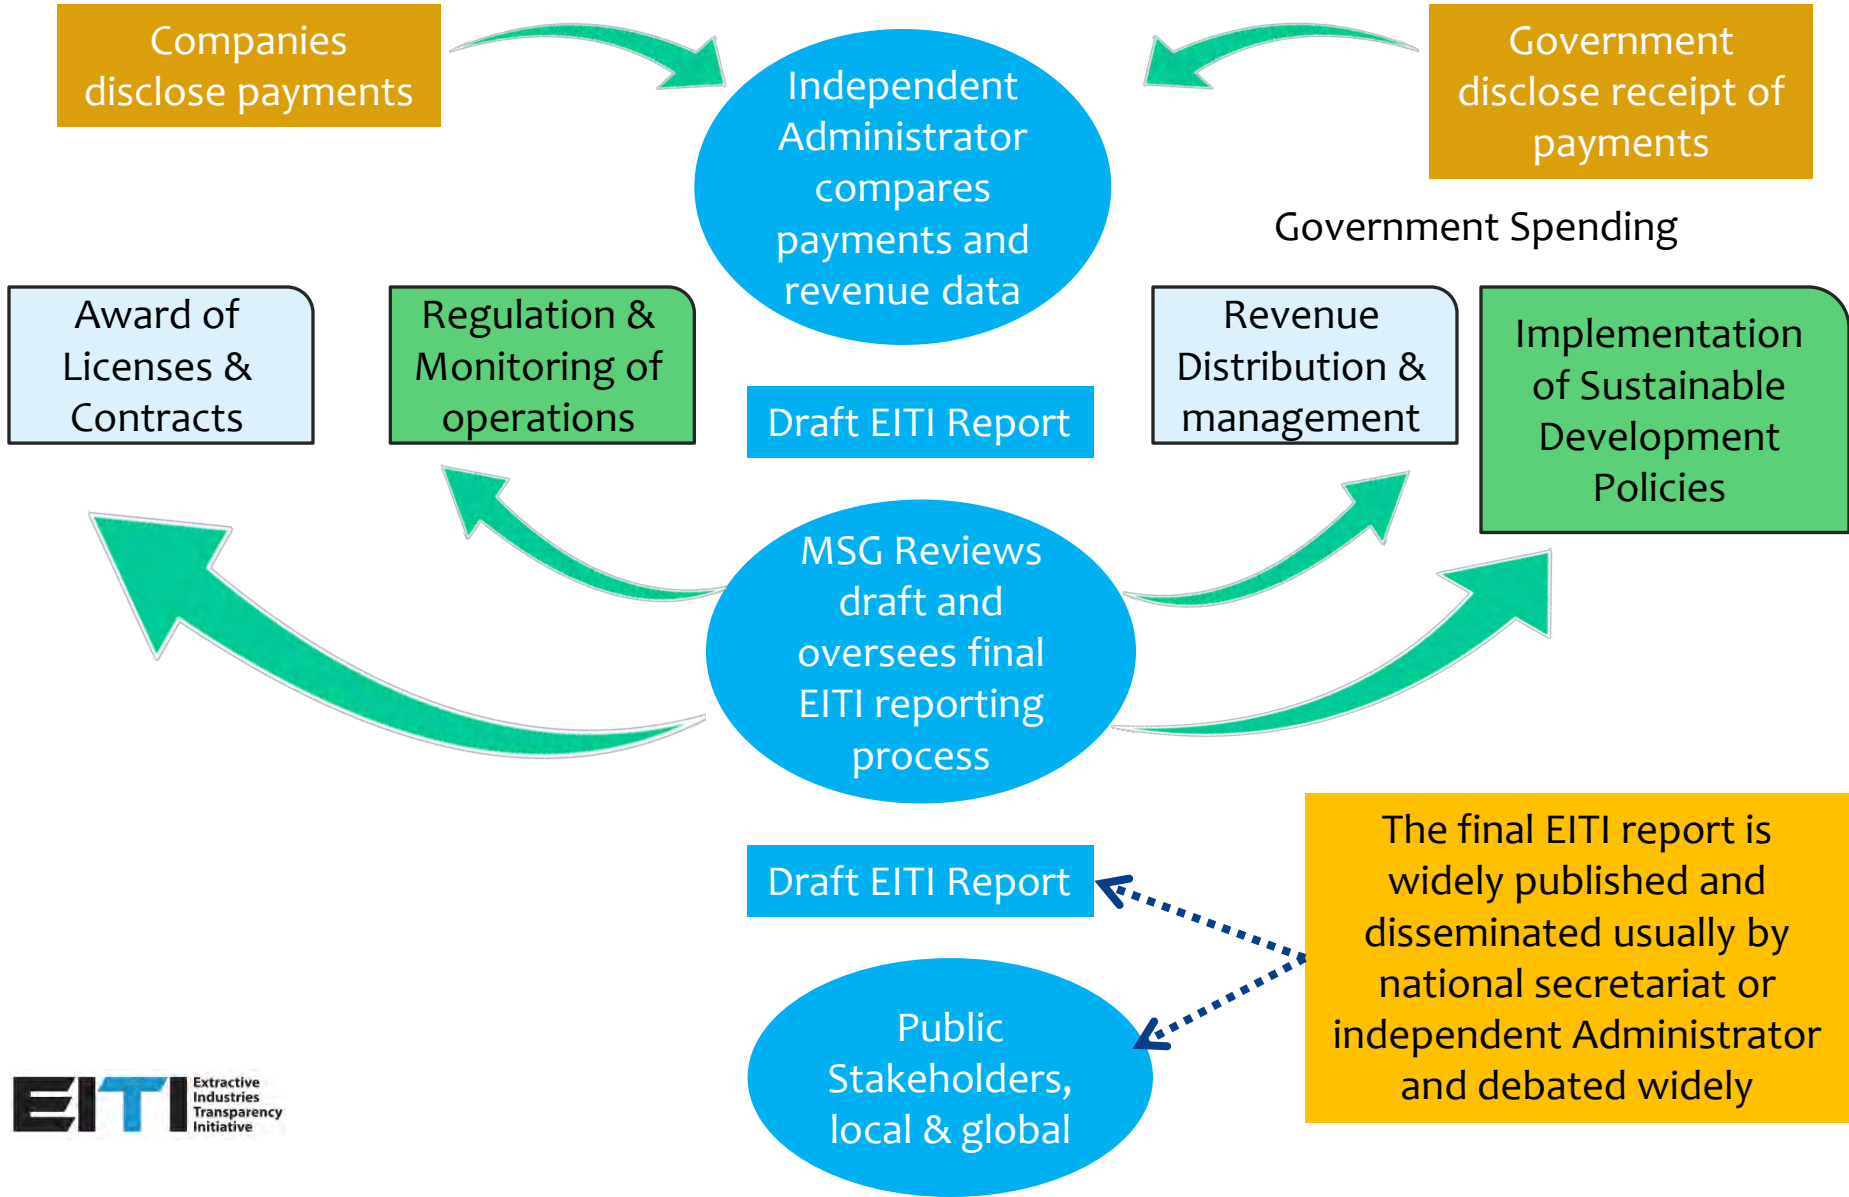 Companies
disclose payments
Independent
Administrator
compares
payments and
revenue data
Government
disclose receipt of
payments
Government Spending
Award of
Licenses &
Contracts
Regulation &
Monitoring of
operations
Revenue
Distribution &
management
Implementation
of Sustainable
Development
Policies
Draft EITI Report
MSG Reviews
draft and
oversees final
EITI reporting
process
Draft EITI Report
The final EITI report is
widely published and
disseminated usually by
national secretariat or
independent Administrator
and debated widely
Public
Stakeholders,
local & global
EITI
Extractive
Industries
Transparency
Initiative